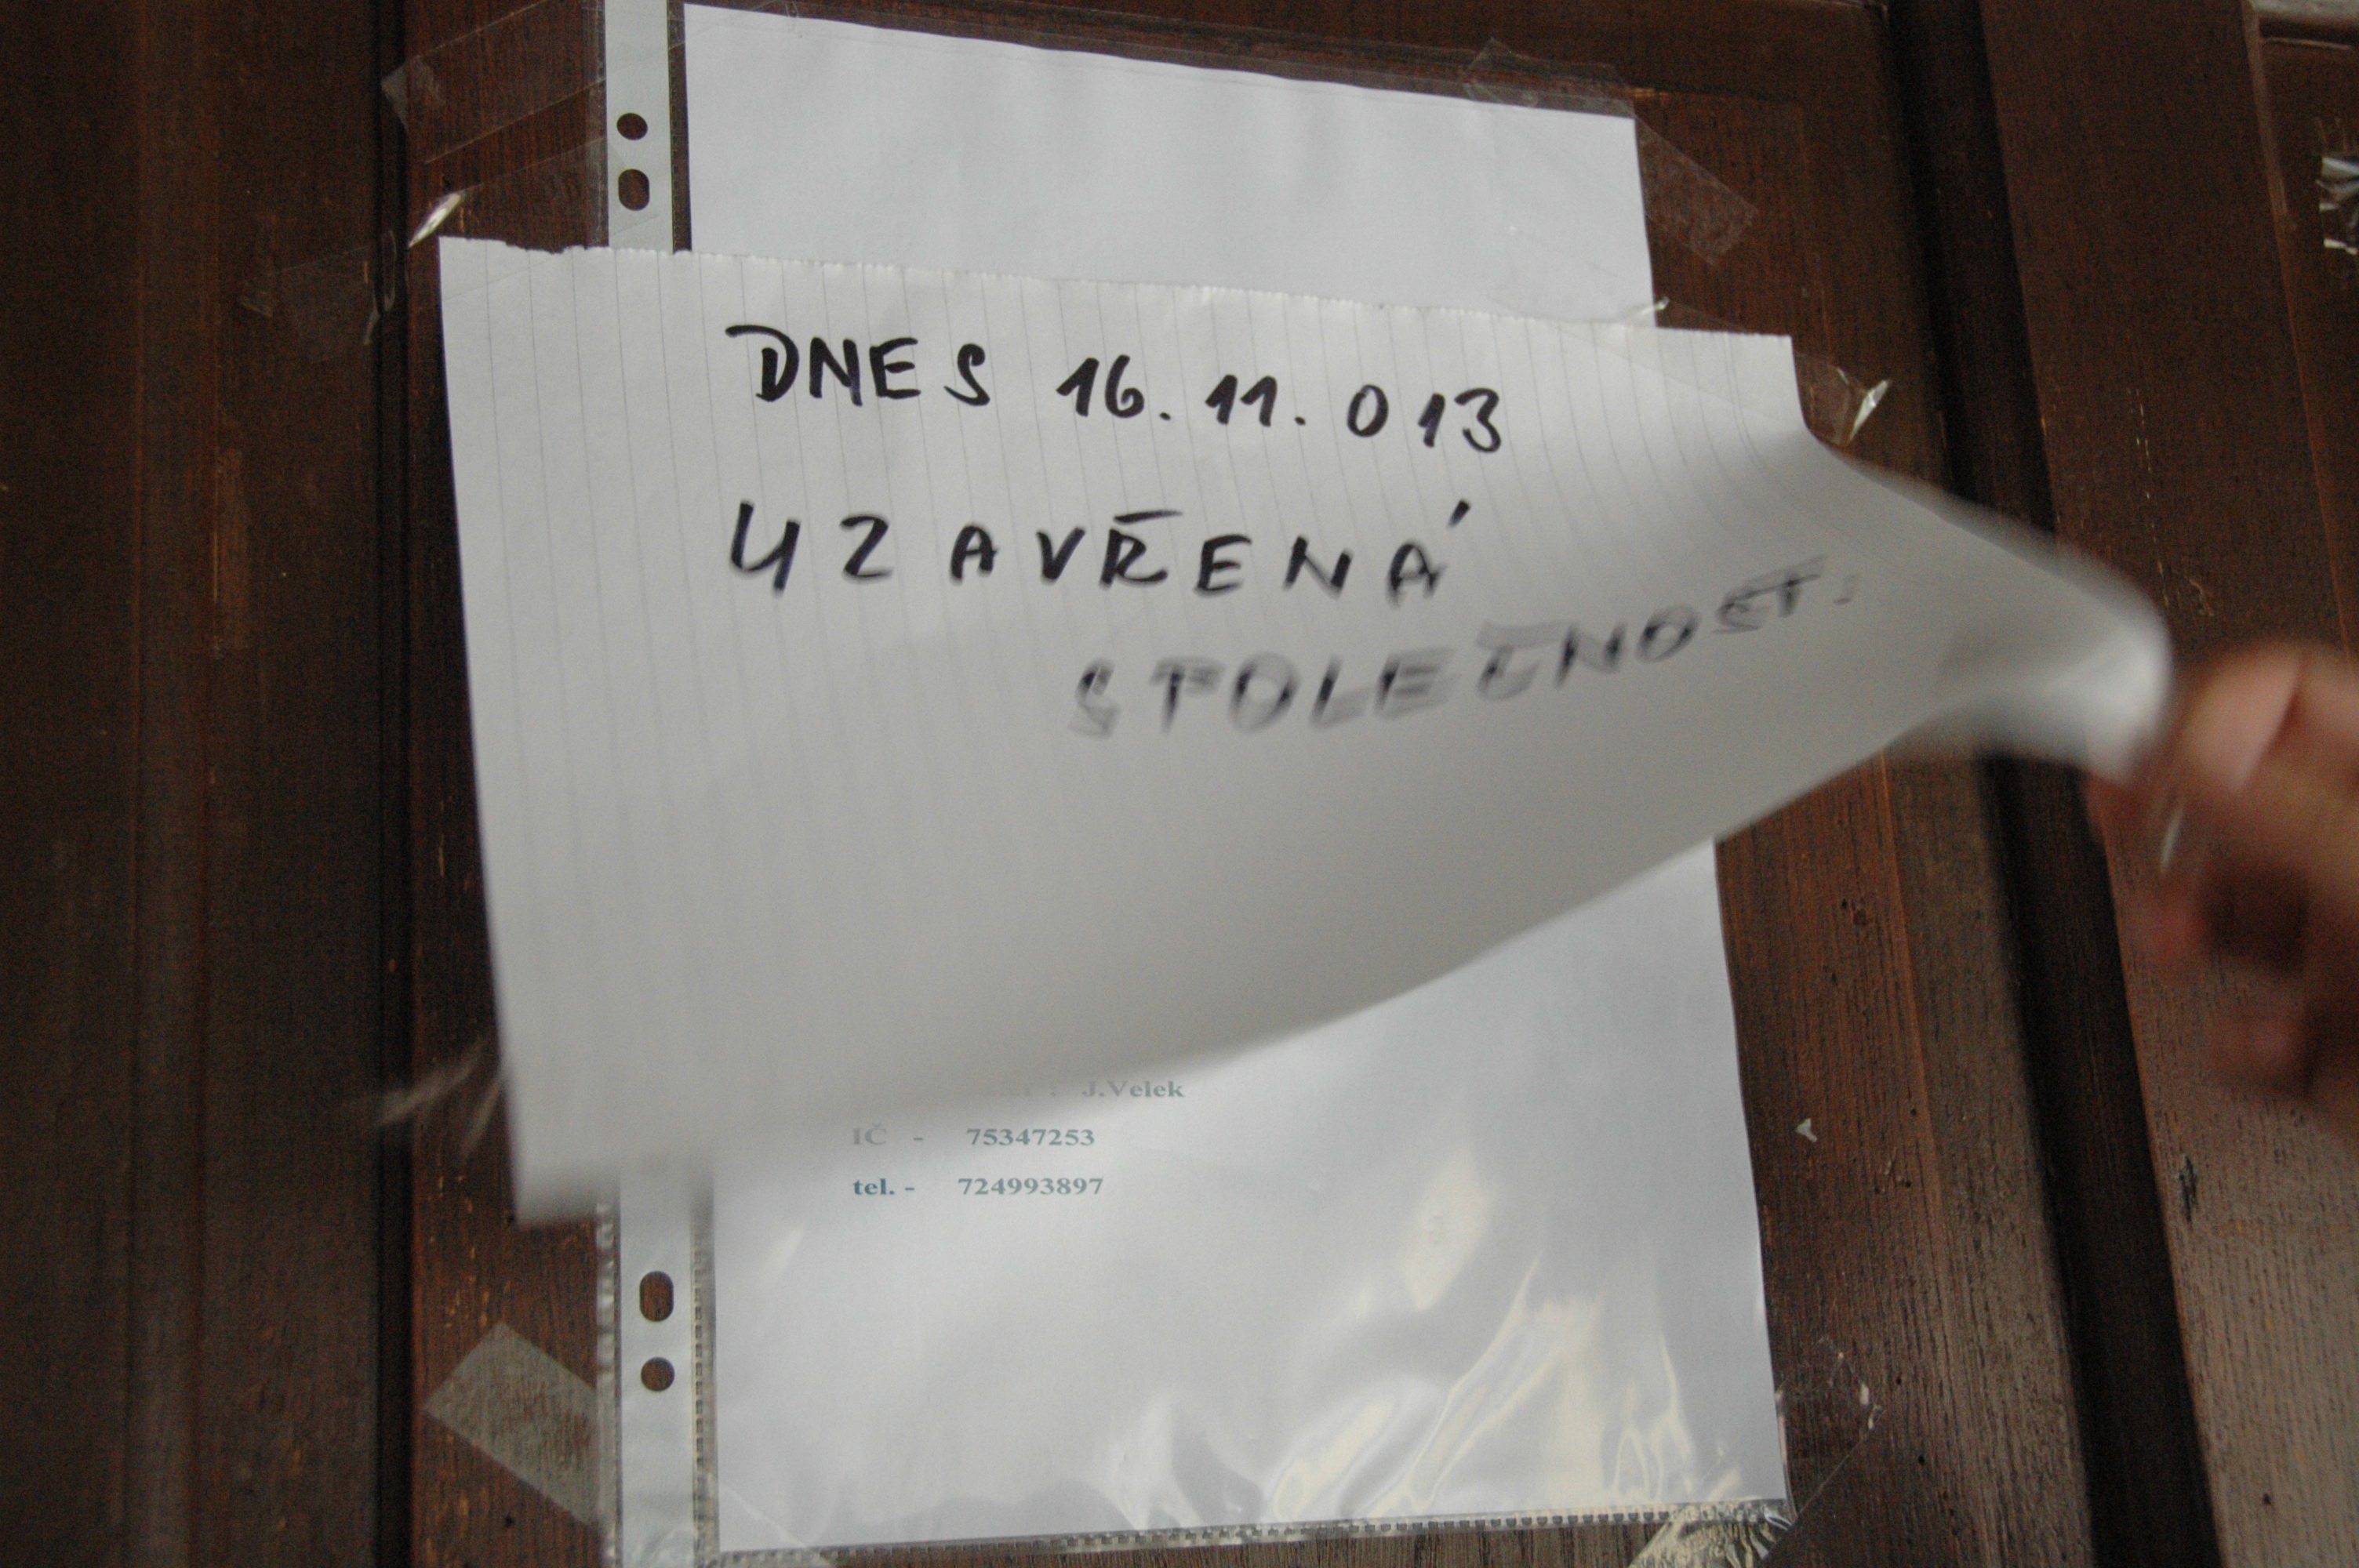 DNES 16.11.013
UZAVŘENÁ
SPOLEČNOST.
J.Velek
IČ - 75347253
tel. - 724993897